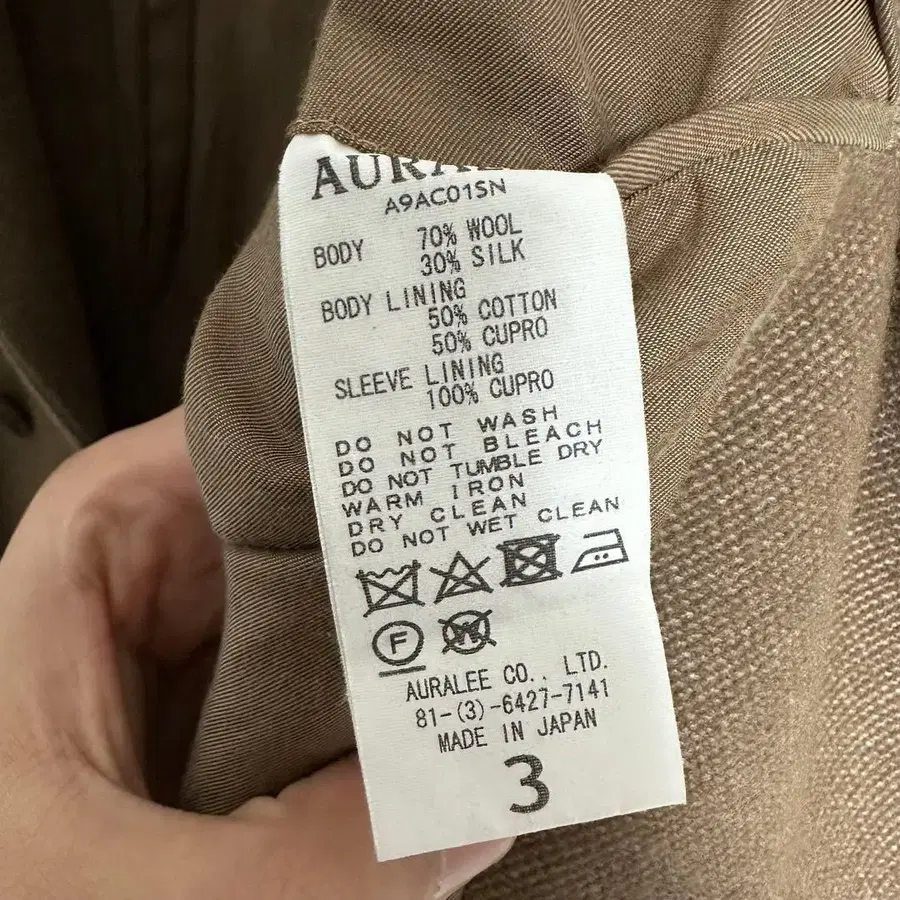 AURALEE
A9AC01SN
BODY 70% WOOL
30% SILK
BODY LINING
50% COTTON
50% CUPRO
SLEEVE LINING
100% CUPRO
DO NOT WASH
DO NOT BLEACH
DO NOT TUMBLE DRY
WARM IRON
DRY CLEAN
DO NOT WET CLEAN
F
W
AURALEE CO., LTD.
81-(3)-6427-7141
MADE IN JAPAN
3